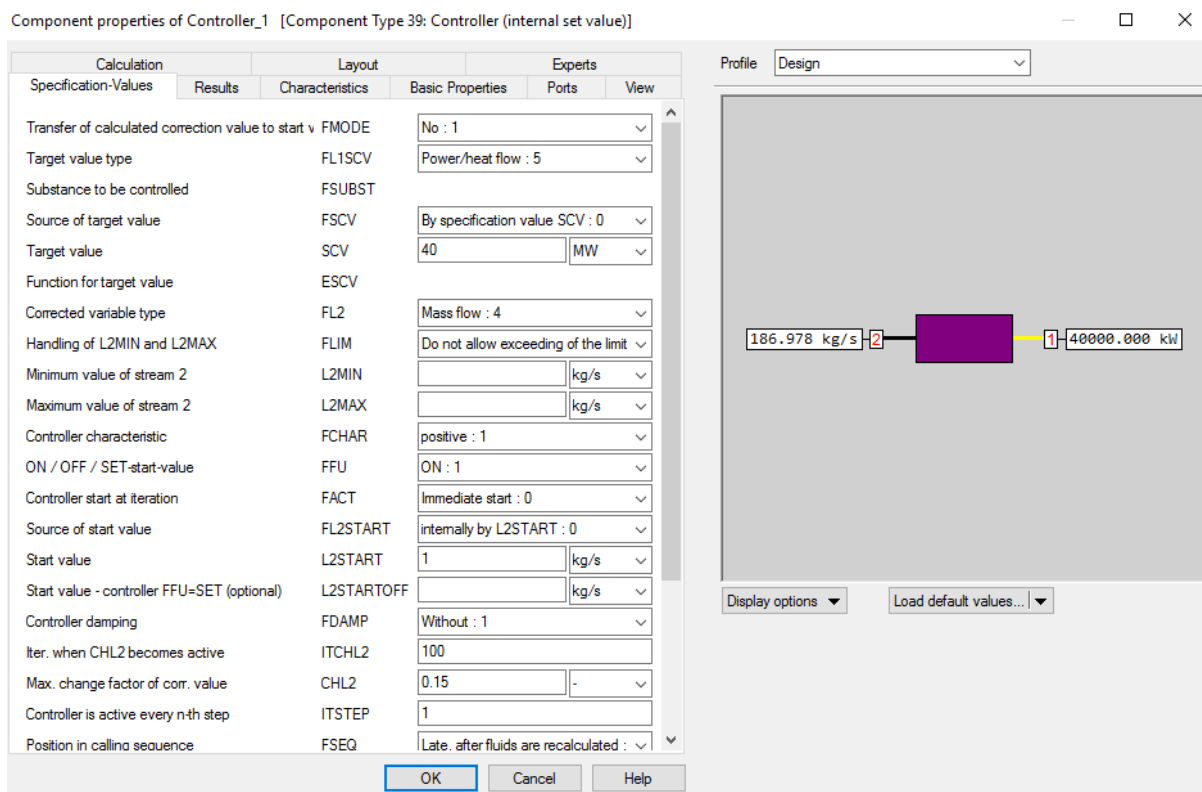 Component properties of Controller_1 [Component Type 39: Controller (internal set value)]
Calculation Layout Experts
Specification-Values Results Characteristics Basic Properties Ports View
Transfer of calculated correction value to start v FMODE No : 1
Target value type FL1SCV Power/heat flow : 5
Substance to be controlled FSUBST
Source of target value FSCV By specification value SCV : 0
Target value SCV 40 MW
Function for target value ESCV
Corrected variable type FL2 Mass flow : 4
Handling of L2MIN and L2MAX FLIM Do not allow exceeding of the limit
Minimum value of stream 2 L2MIN kg/s
Maximum value of stream 2 L2MAX kg/s
Controller characteristic FCHAR positive : 1
ON / OFF / SET-start-value FFU ON : 1
Controller start at iteration FACT Immediate start : 0
Source of start value FL2START internally by L2START : 0
Start value L2START 1 kg/s
Start value - controller FFU=SET (optional) L2STARTOFF kg/s
Controller damping FDAMP Without : 1
Iter. when CHL2 becomes active ITCHL2 100
Max. change factor of corr. value CHL2 0.15 -
Controller is active every n-th step ITSTEP 1
Position in calling sequence FSEQ Late, after fluids are recalculated :
OK Cancel Help
Profile Design
186.978 kg/s 2 1 40000.000 kW
Display options Load default values...